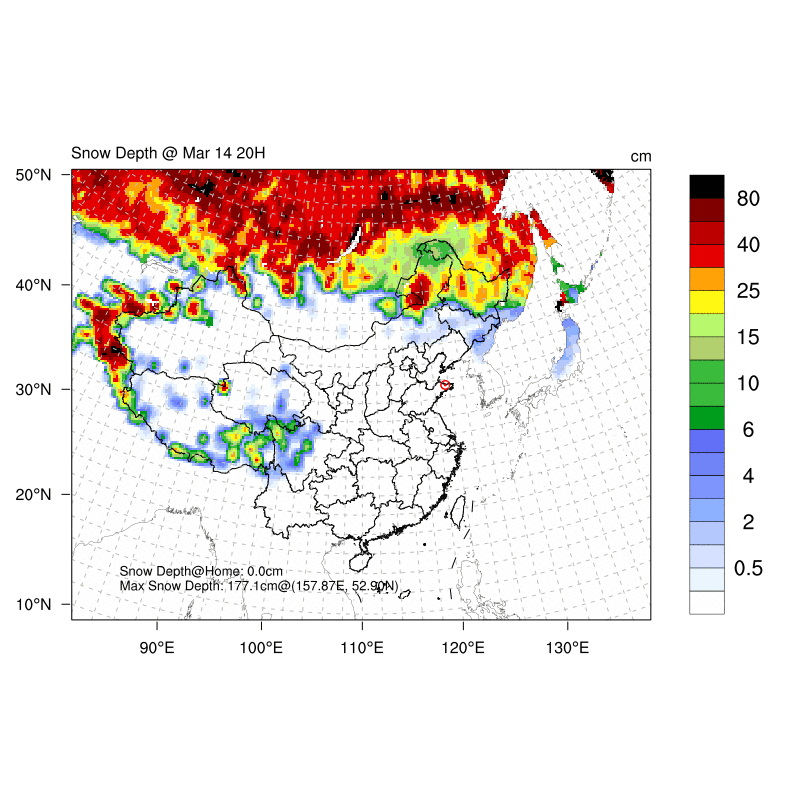 Snow Depth @ Mar 14 20H
cm
50°N
40°N
30°N
20°N
10°N
90°E
100°E
110°E
120°E
130°E
80
40
25
15
10
6
4
2
0.5
Snow Depth@Home: 0.0cm
Max Snow Depth: 177.1cm@(157.87E, 52.90N)